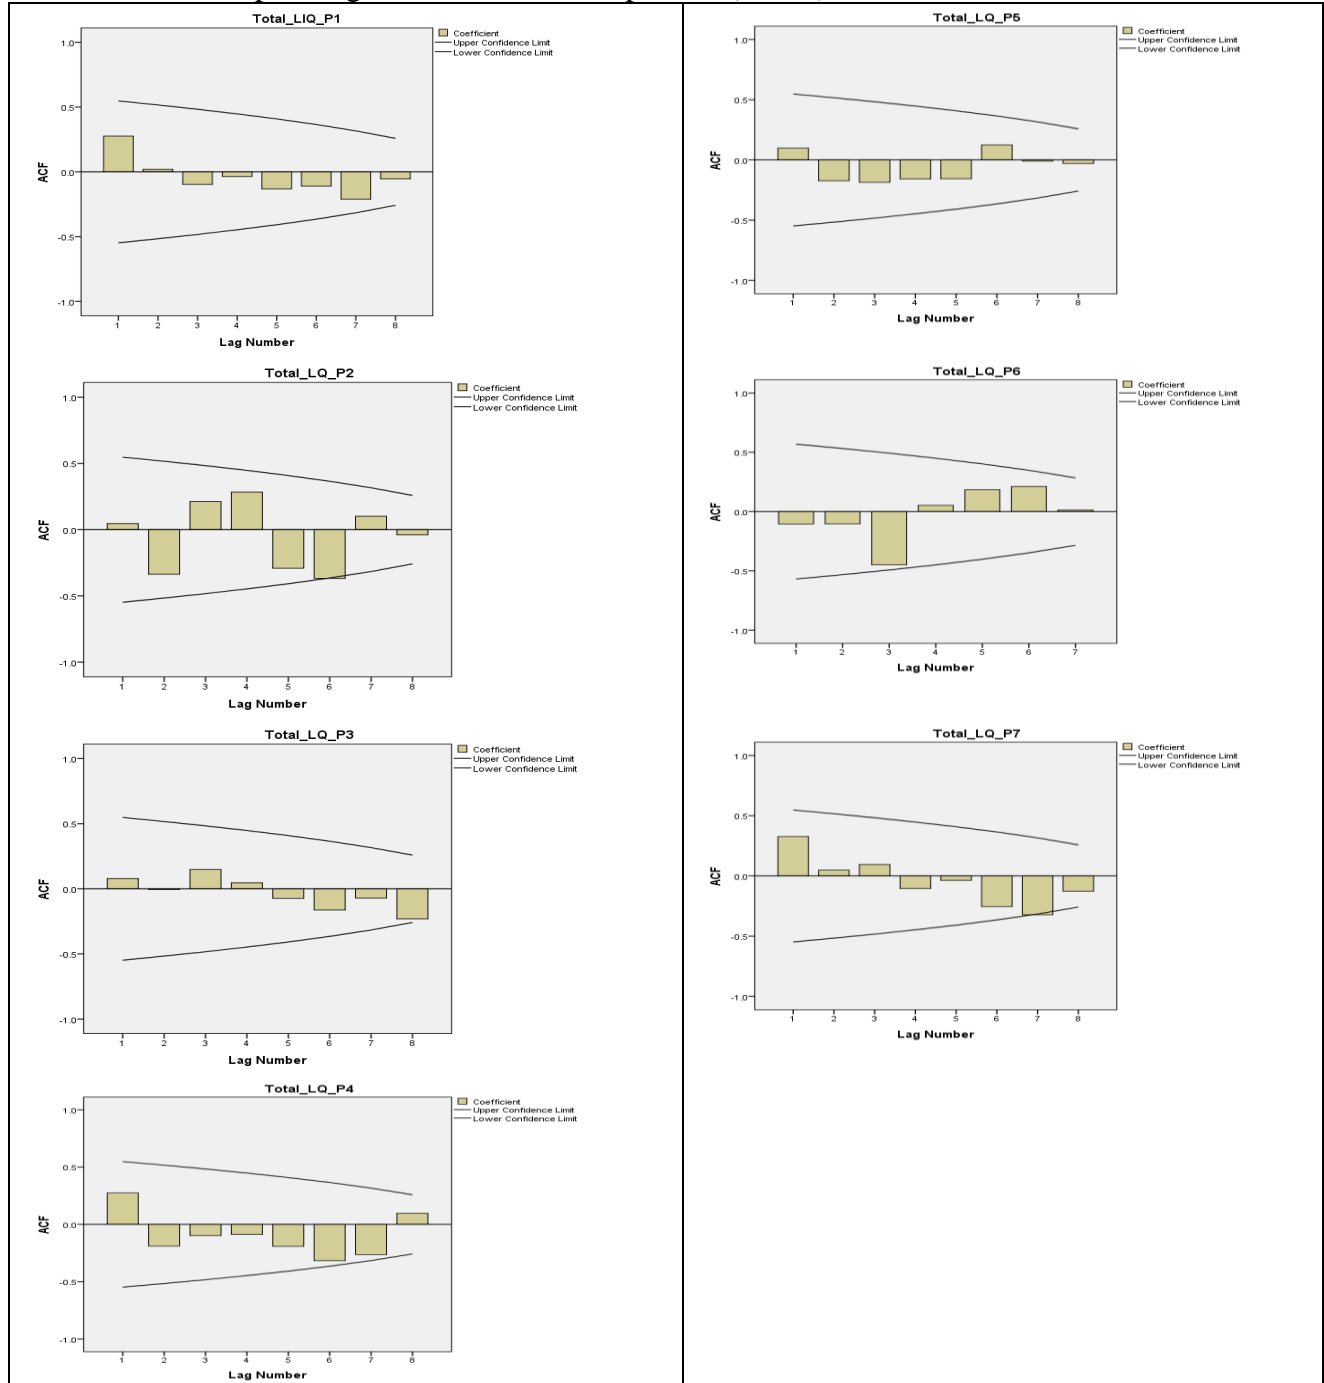 Total_LIQ_P1
Coefficient
Upper Confidence Limit
Lower Confidence Limit
1.0
0.5
0.0
-0.5
-1.0
ACF
1 2 3 4 5 6 7 8
Lag Number
Total_LQ_P2
Coefficient
Upper Confidence Limit
Lower Confidence Limit
1.0
0.5
0.0
-0.5
-1.0
ACF
1 2 3 4 5 6 7 8
Lag Number
Total_LQ_P3
Coefficient
Upper Confidence Limit
Lower Confidence Limit
1.0
0.5
0.0
-0.5
-1.0
ACF
1 2 3 4 5 6 7 8
Lag Number
Total_LQ_P4
Coefficient
Upper Confidence Limit
Lower Confidence Limit
1.0
0.5
0.0
-0.5
-1.0
ACF
1 2 3 4 5 6 7 8
Lag Number
Total_LQ_P5
Coefficient
Upper Confidence Limit
Lower Confidence Limit
1.0
0.5
0.0
-0.5
-1.0
ACF
1 2 3 4 5 6 7 8
Lag Number
Total_LQ_P6
Coefficient
Upper Confidence Limit
Lower Confidence Limit
1.0
0.5
0.0
-0.5
-1.0
ACF
1 2 3 4 5 6 7
Lag Number
Total_LQ_P7
Coefficient
Upper Confidence Limit
Lower Confidence Limit
1.0
0.5
0.0
-0.5
-1.0
ACF
1 2 3 4 5 6 7 8
Lag Number